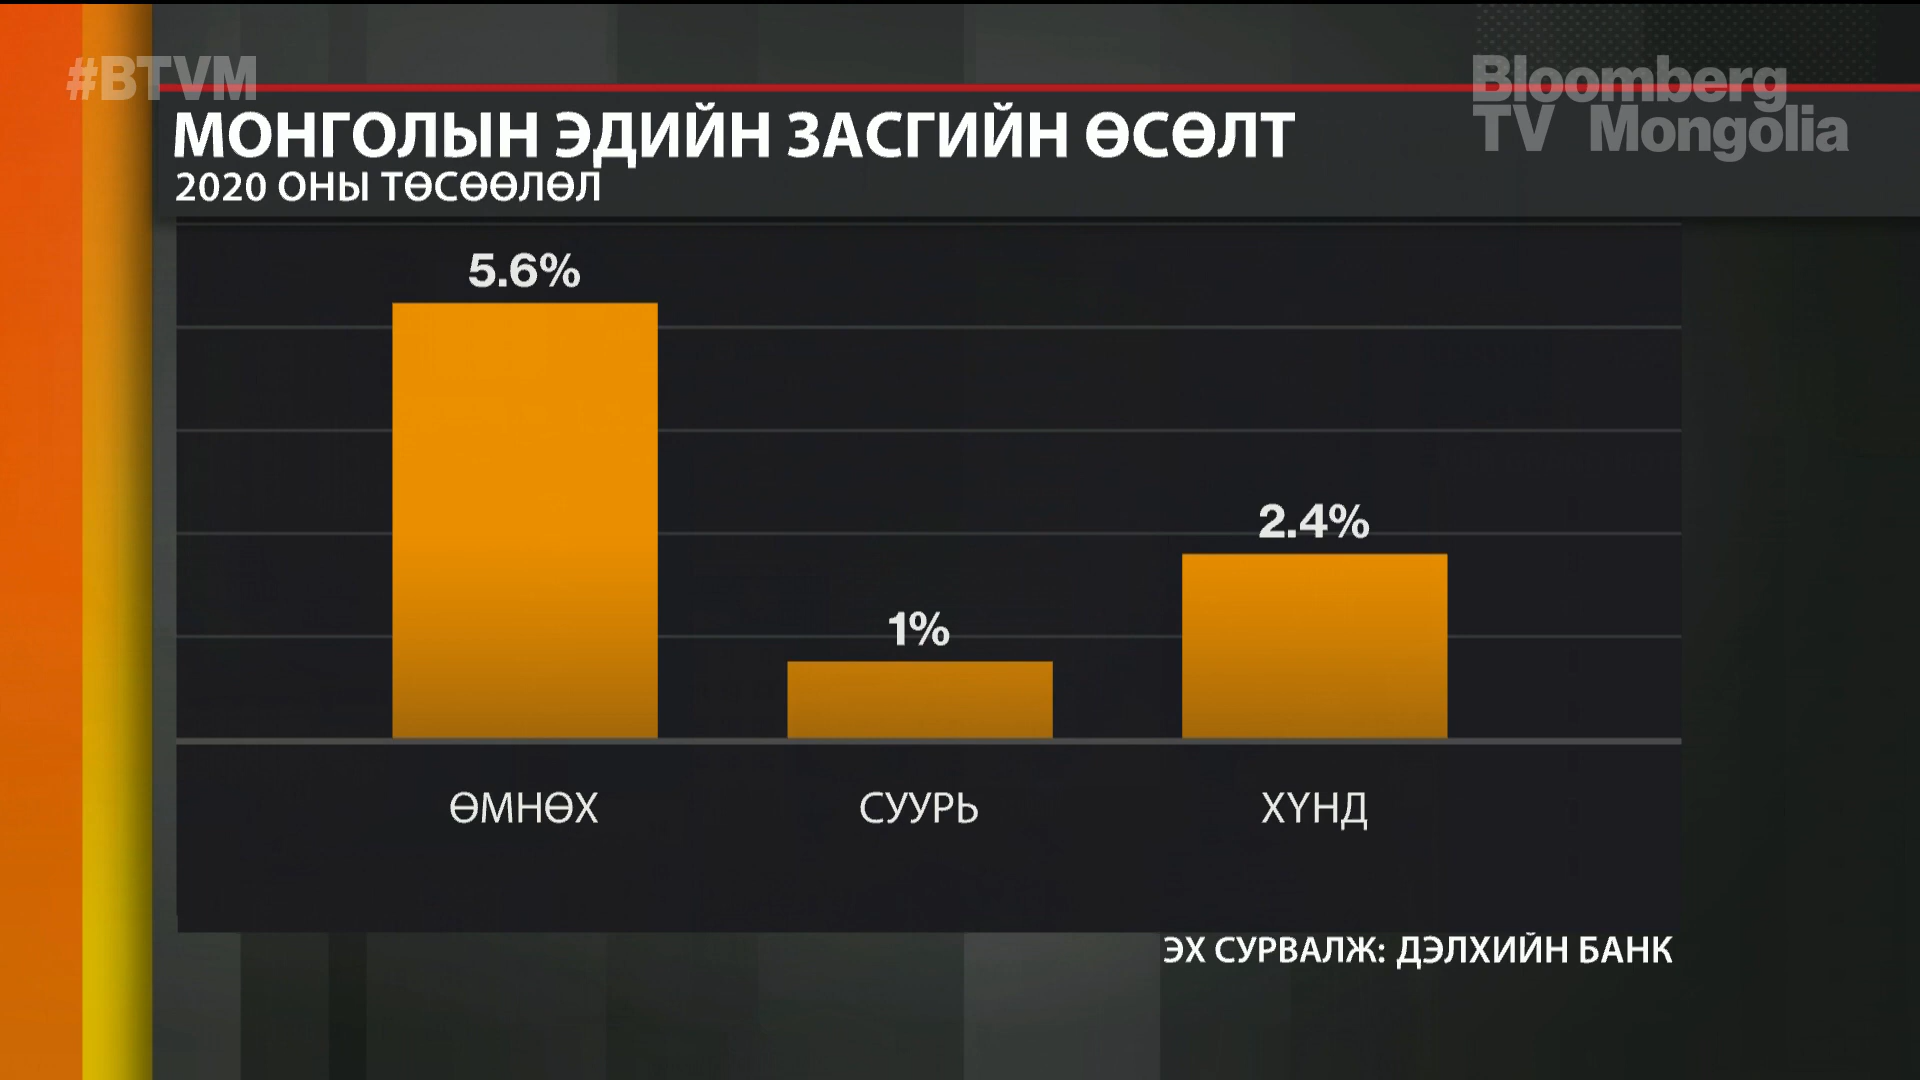 #BTVM
Bloomberg
TV Mongolia
МОНГОЛЫН ЭДИЙН ЗАСГИЙН ӨСӨЛТ
2020 ОНЫ ТӨСӨӨЛӨЛ
5.6%
1%
2.4%
ӨМНӨХ
СУУРЬ
ХҮНД
ЭХ СУРВАЛЖ: ДЭЛХИЙН БАНК